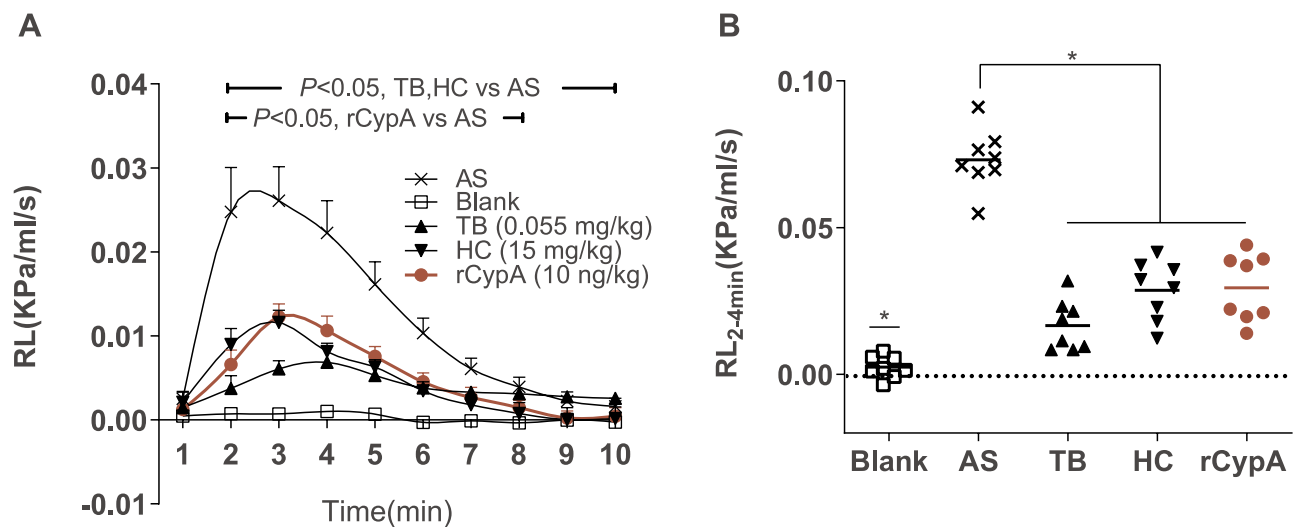 A
RL(KPa/ml/s)
0.04
0.03
0.02
0.01
0.00
-0.01
P<0.05, TB,HC vs AS
P<0.05, rCypA vs AS
AS
Blank
TB (0.055 mg/kg)
HC (15 mg/kg)
rCypA (10 ng/kg)
1 2 3 4 5 6 7 8 9 10
Time(min)
B
RL2-4min(KPa/ml/s)
0.10
0.05
0.00
*
*
Blank AS TB HC rCypA